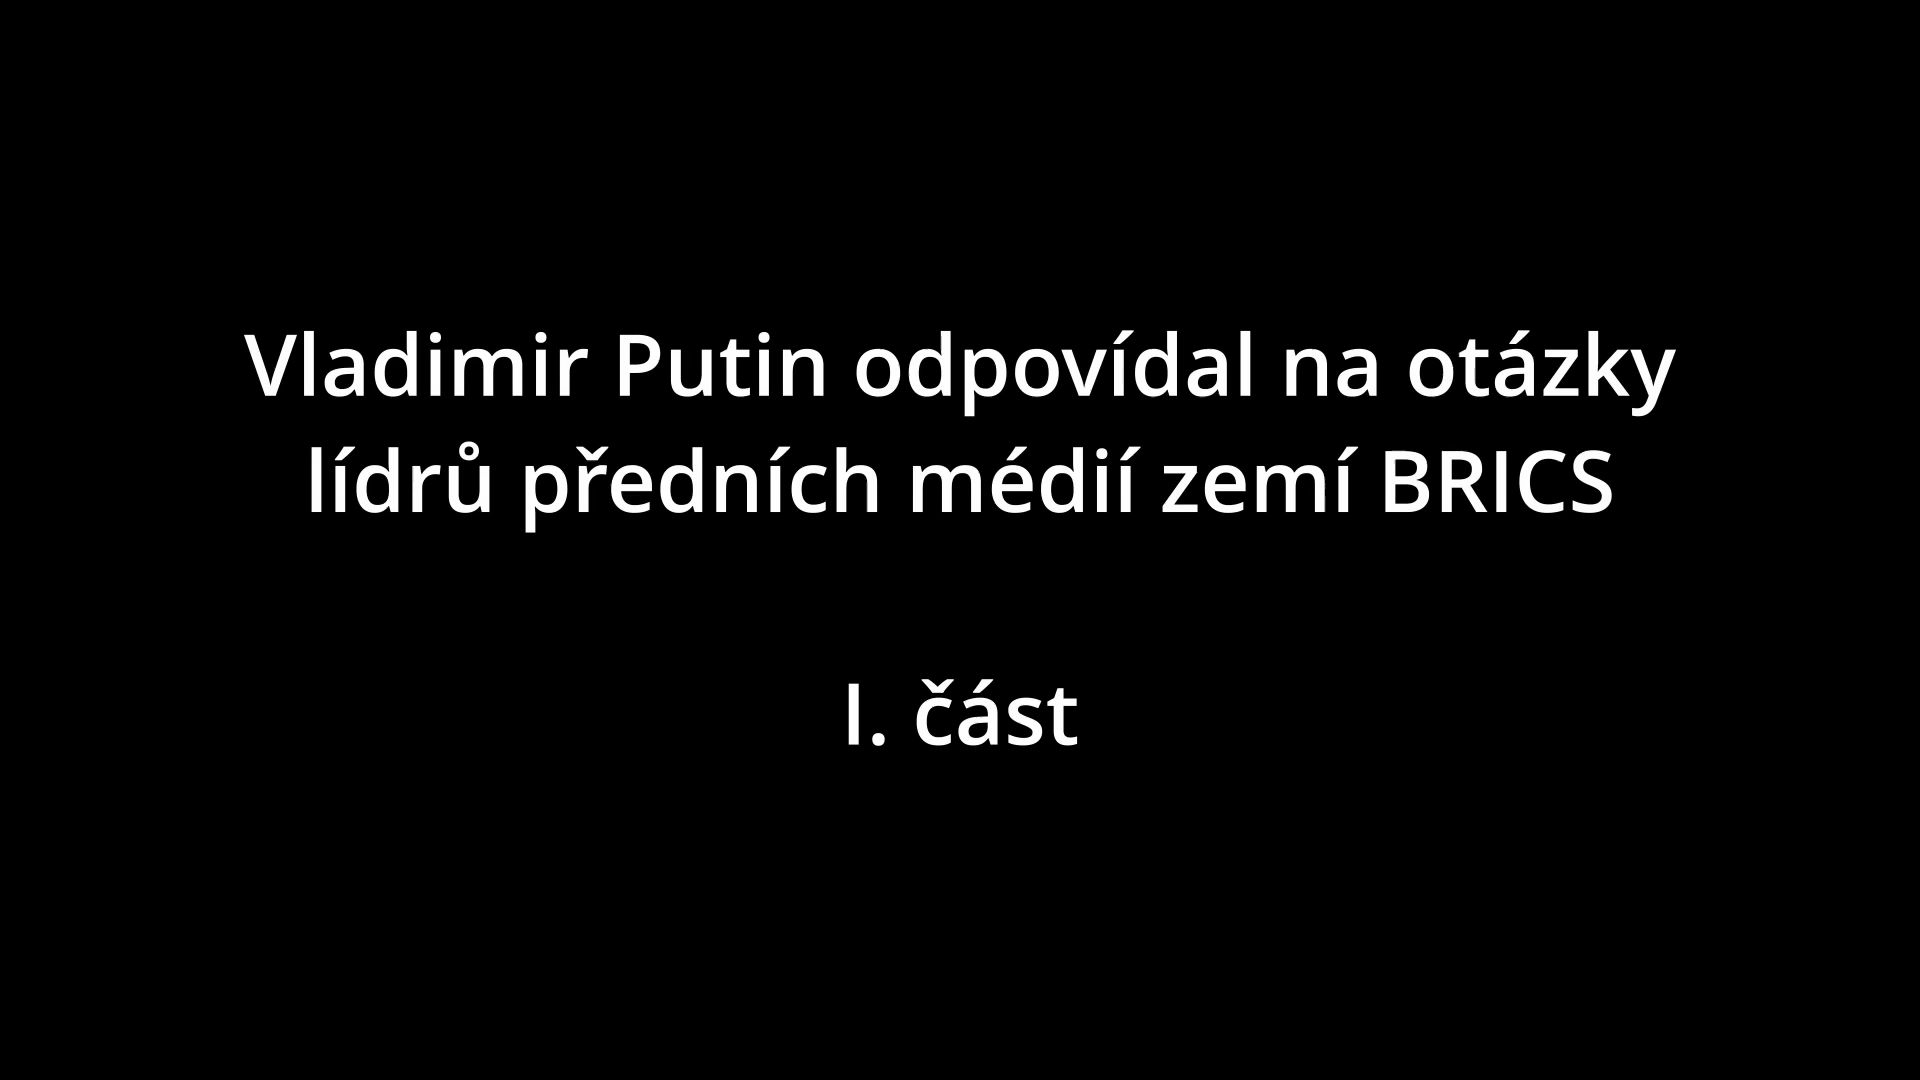 Vladimir Putin odpovídal na otázky
lídrů předních médií zemí BRICS
I. část